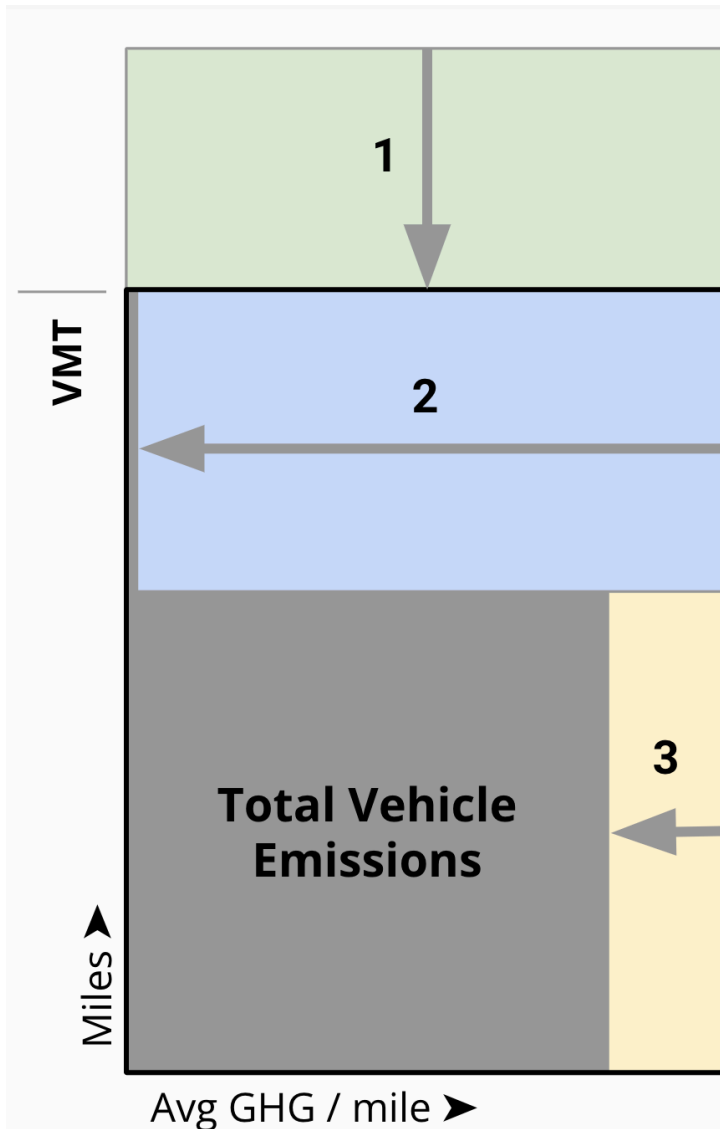 1
VMT
2
3
Total Vehicle
Emissions
Miles ➤
Avg GHG / mile ➤